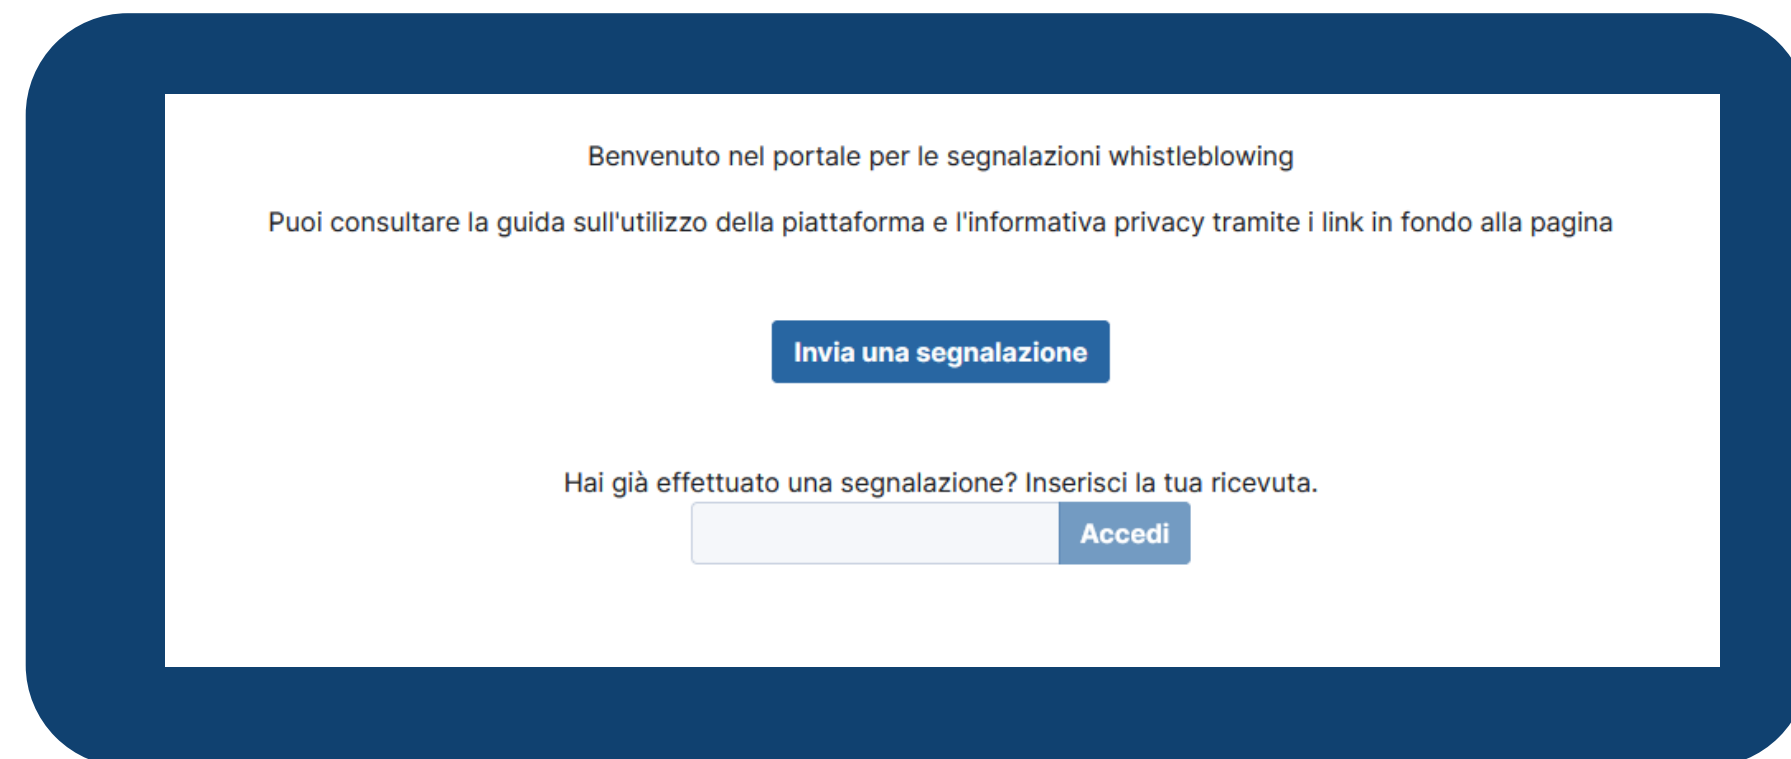 Benvenuto nel portale per le segnalazioni whistleblowing
Puoi consultare la guida sull'utilizzo della piattaforma e l'informativa privacy tramite i link in fondo alla pagina
Invia una segnalazione
Hai già effettuato una segnalazione? Inserisci la tua ricevuta.
Accedi